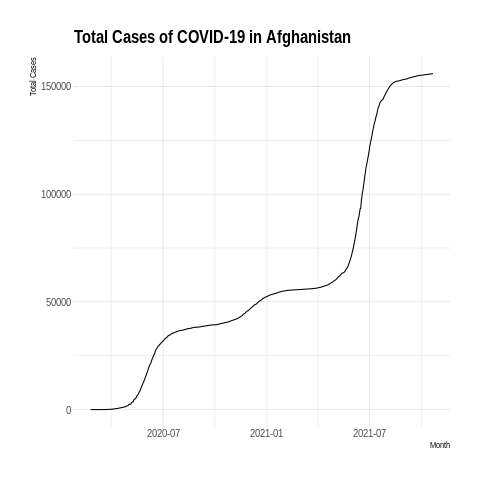 Total Cases of COVID-19 in Afghanistan
Total Cases
150000
100000
50000
0
2020-07 2021-01 2021-07
Month